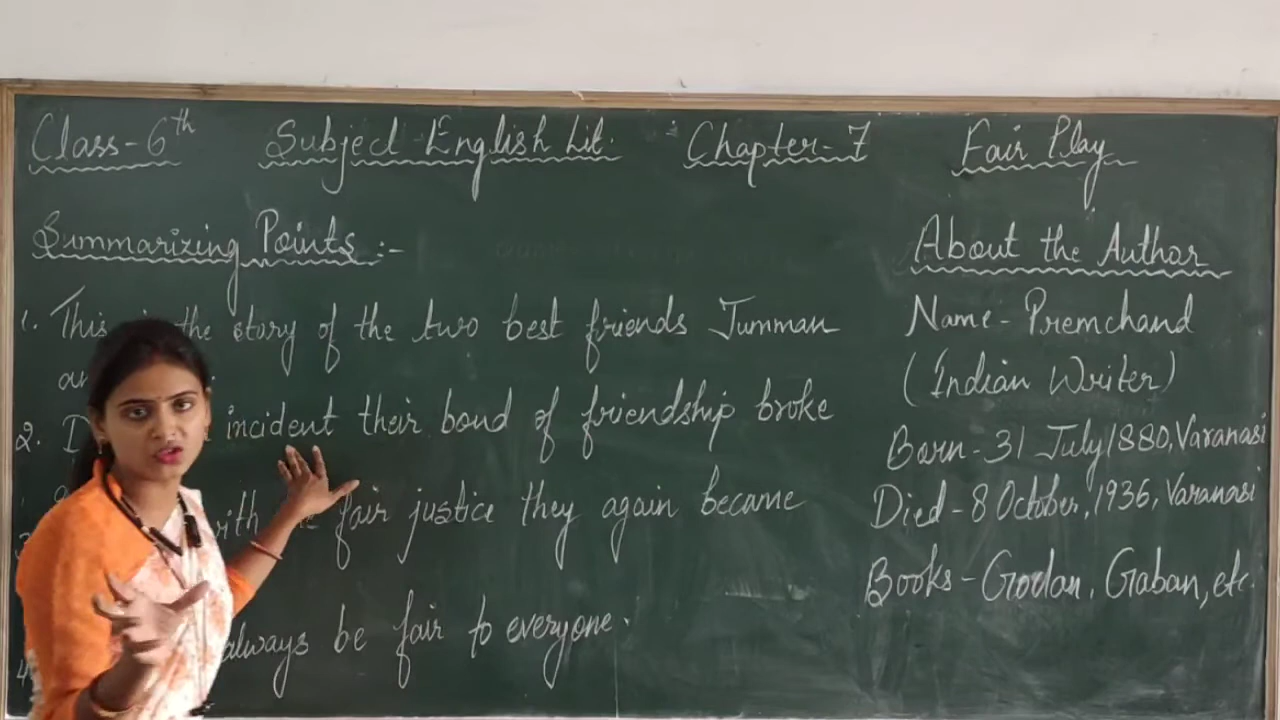 Class-6th Subject-English Lit. Chapter-7 Fair Play
Summarizing Points :-
1. This is the story of the two best friends Jumman
2. incident their bond of friendship broke
fair justice they again became
always be fair to everyone.
About the Author
Name- Premchand
(Indian Writer)
Born-31 July 1880, Varanasi
Died-8 October, 1936, Varanasi
Books-Godan, Gaban, etc.